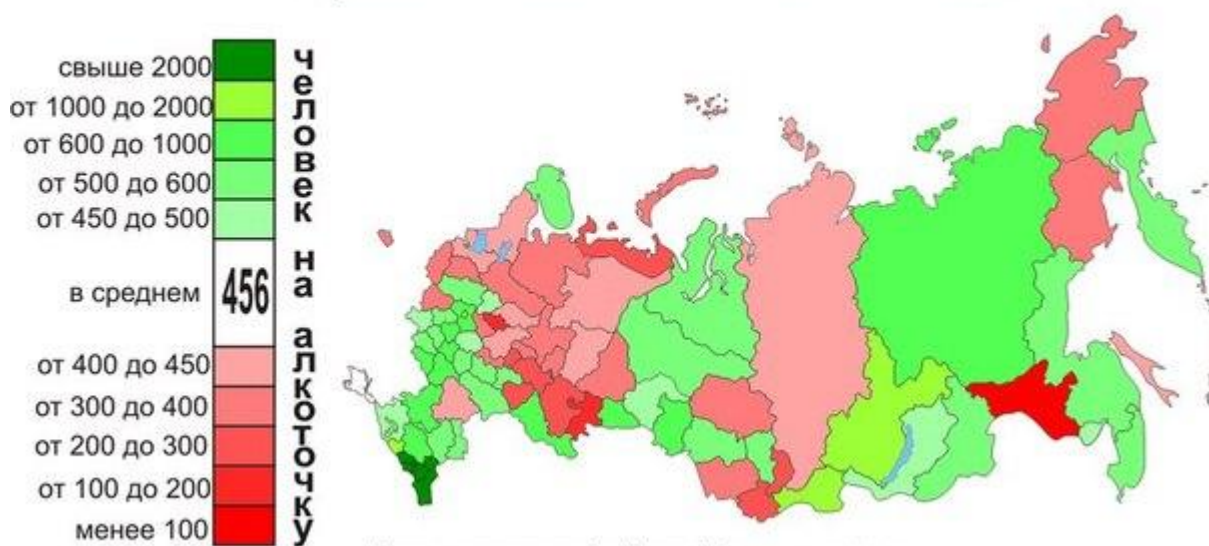 свыше 2000
от 1000 до 2000
от 600 до 1000
от 500 до 600
от 450 до 500
в среднем 456
от 400 до 450
от 300 до 400
от 200 до 300
от 100 до 200
менее 100
человек на алкоточку